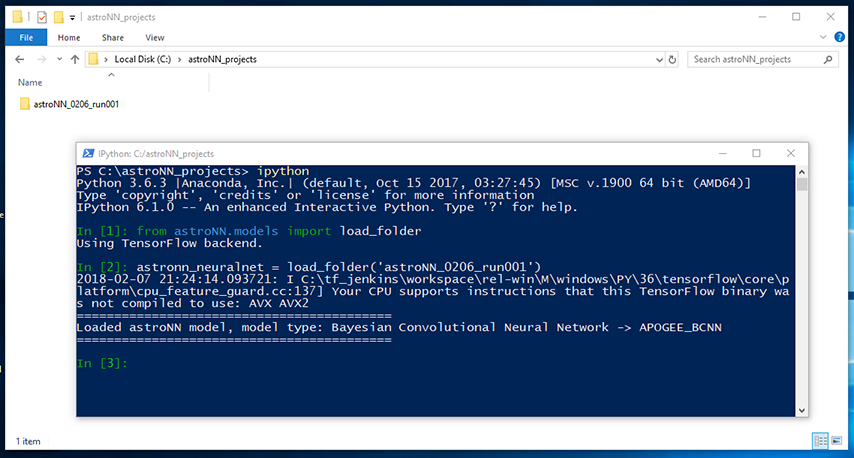 astroNN_projects
File Home Share View
Local Disk (C:) astroNN_projects
Search astroNN_projects
Name
astroNN_0206_run001
IPython: C:/astroNN_projects
PS C:\astroNN_projects> ipython
Python 3.6.3 |Anaconda, Inc.| (default, Oct 15 2017, 03:27:45) [MSC v.1900 64 bit (AMD64)]
Type 'copyright', 'credits' or 'license' for more information
IPython 6.1.0 -- An enhanced Interactive Python. Type '?' for help.
In [1]: from astroNN.models import load_folder
Using TensorFlow backend.
In [2]: astronn_neuralnet = load_folder('astroNN_0206_run001')
2018-02-07 21:24:14.093721: I C:\tf_jenkins\workspace\rel-win\M\windows\PY\36\tensorflow\core\p
latform\cpu_feature_guard.cc:137] Your CPU supports instructions that this TensorFlow binary wa
s not compiled to use: AVX AVX2
==========================================
Loaded astroNN model, model type: Bayesian Convolutional Neural Network -> APOGEE_BCNN
==========================================
In [3]:
1 item